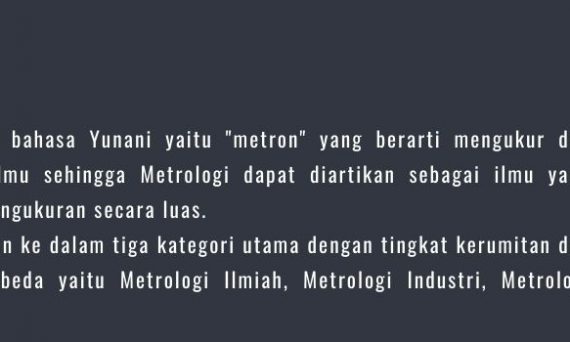 bahasa Yunani yaitu "metron" yang berarti mengukur d
lmu sehingga Metrologi dapat diartikan sebagai ilmu ya
ngukuran secara luas.
n ke dalam tiga kategori utama dengan tingkat kerumitan d
beda yaitu Metrologi Ilmiah, Metrologi Industri, Metrolo